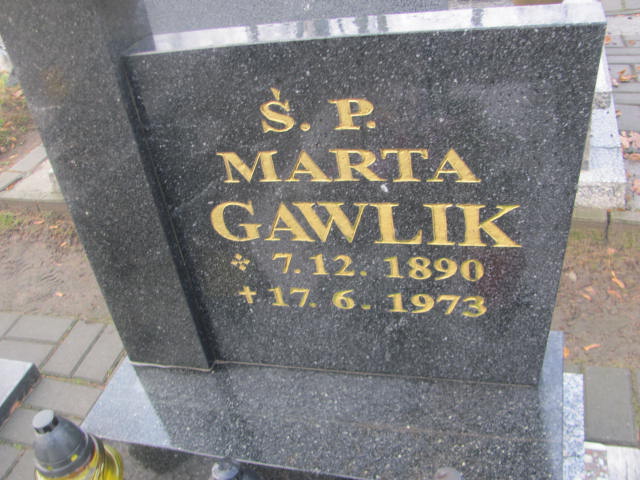 Ś. P.
MARTA
GAWLIK
7. 12. 1890
✝ 17. 6. 1973